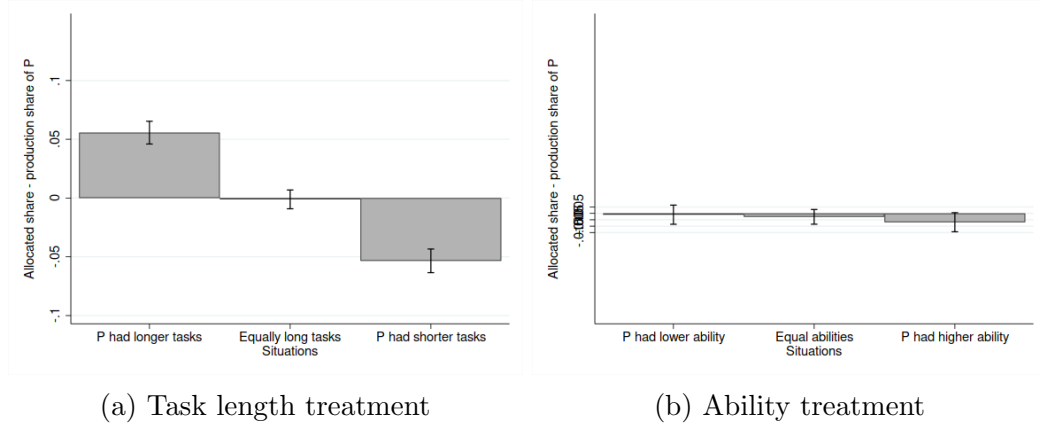 Allocated share - production share of P
.1
.05
0
-.05
-.1
P had longer tasks Equally long tasks P had shorter tasks
Situations
(a) Task length treatment
Allocated share - production share of P
P had lower ability Equal abilities P had higher ability
Situations
(b) Ability treatment